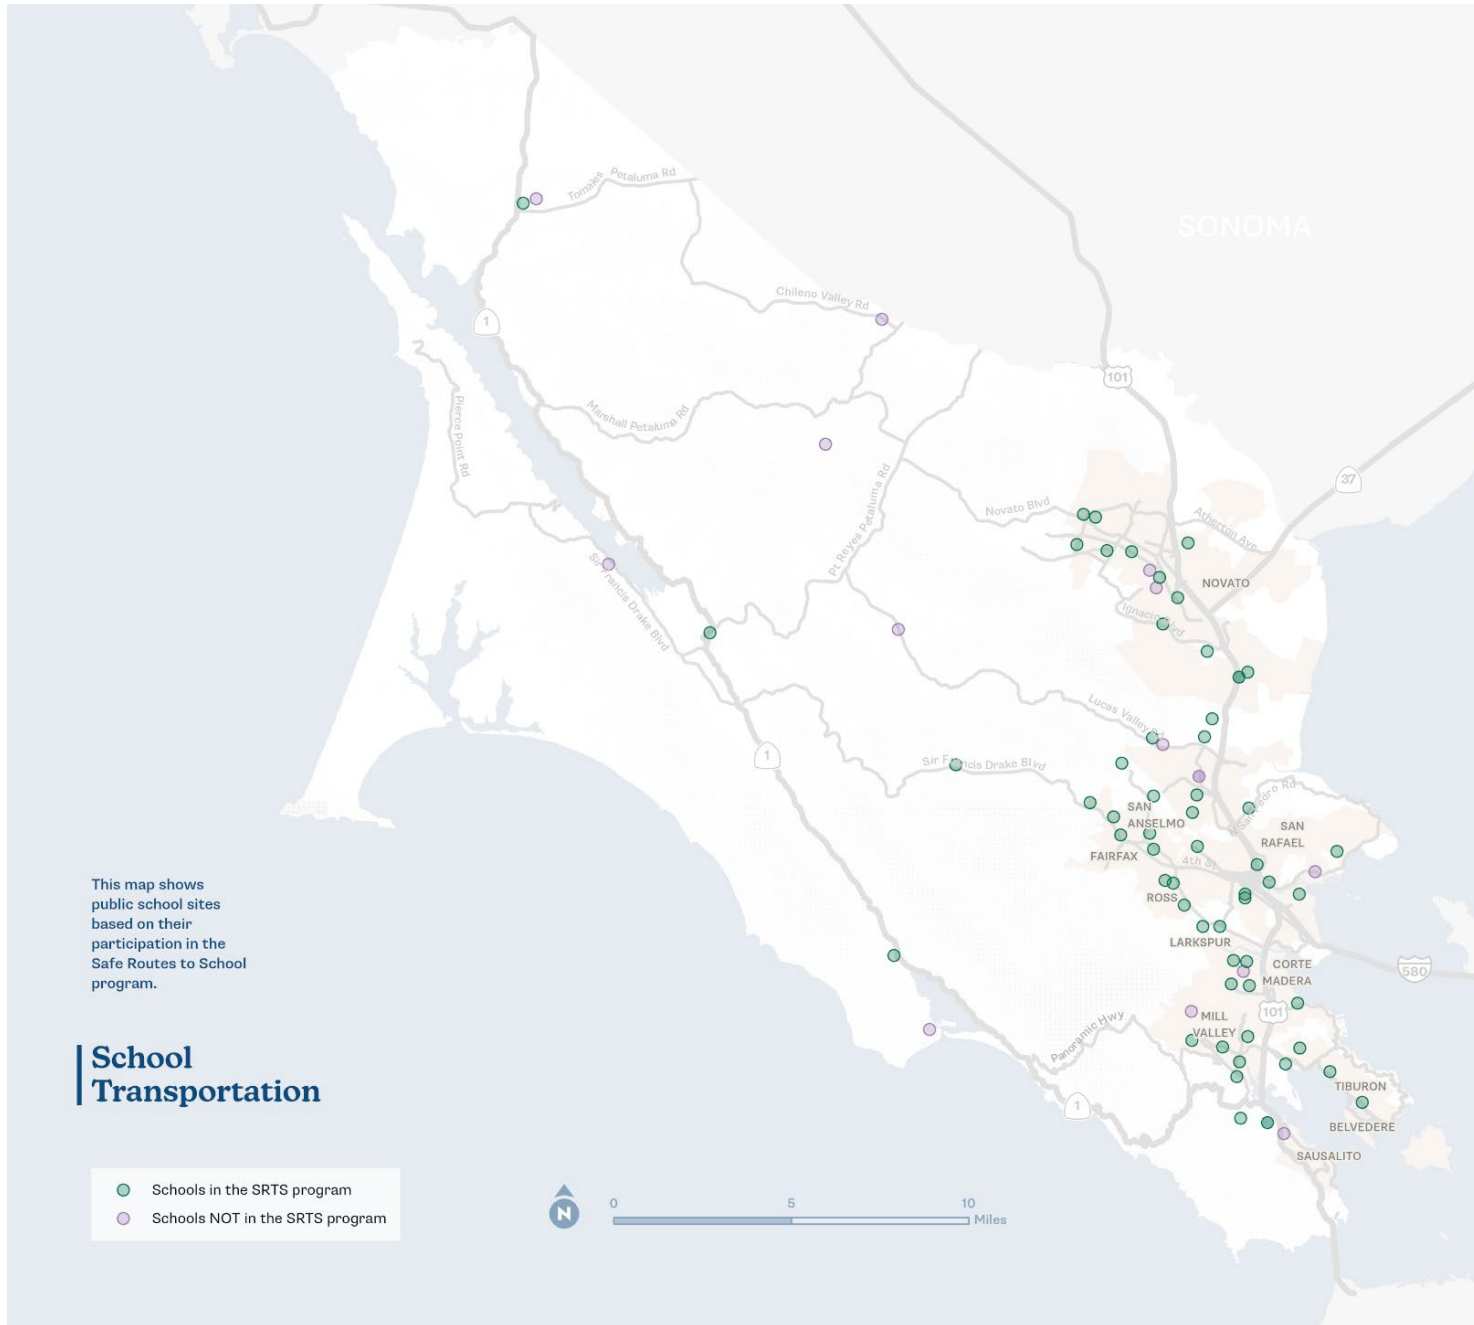 SONOMA
Tomales Petaluma Rd
Chileno Valley Rd
1
101
Marshall Petaluma Rd
Pierce Point Rd
37
Pt Reyes Petaluma Rd
Novato Blvd
Atherton Ave
Sir Francis Drake Blvd
NOVATO
Ignacio Blvd
Lucas Valley Rd
1
Sir Francis Drake Blvd
SAN
ANSELMO
N San Pedro Rd
SAN
RAFAEL
FAIRFAX
4th St
ROSS
LARKSPUR
CORTE
MADERA
580
101
MILL
VALLEY
Panoramic Hwy
1
TIBURON
BELVEDERE
SAUSALITO
This map shows
public school sites
based on their
participation in the
Safe Routes to School
program.
School
Transportation
Schools in the SRTS program
Schools NOT in the SRTS program
N
0 5 10
Miles